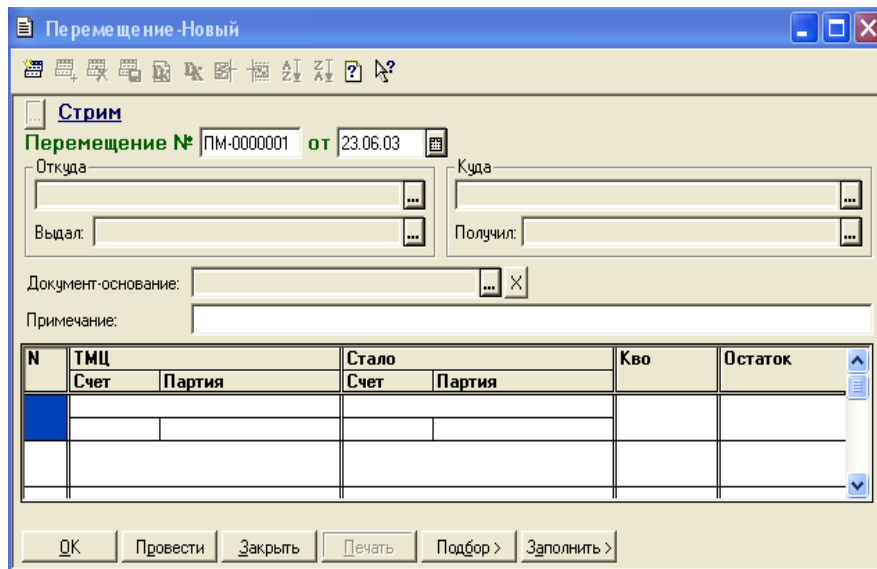 Перемещение -Новый
... Стрим
Перемещение № ПМ-0000001 от 23.06.03
Откуда Куда
... ...
Выдал: ... Получил: ...
Документ-основание: ... X
Примечание:
N ТМЦ Стало Кво Остаток
Счет Партия Счет Партия
OK Провести Закрыть Печать Подбор > Заполнить >